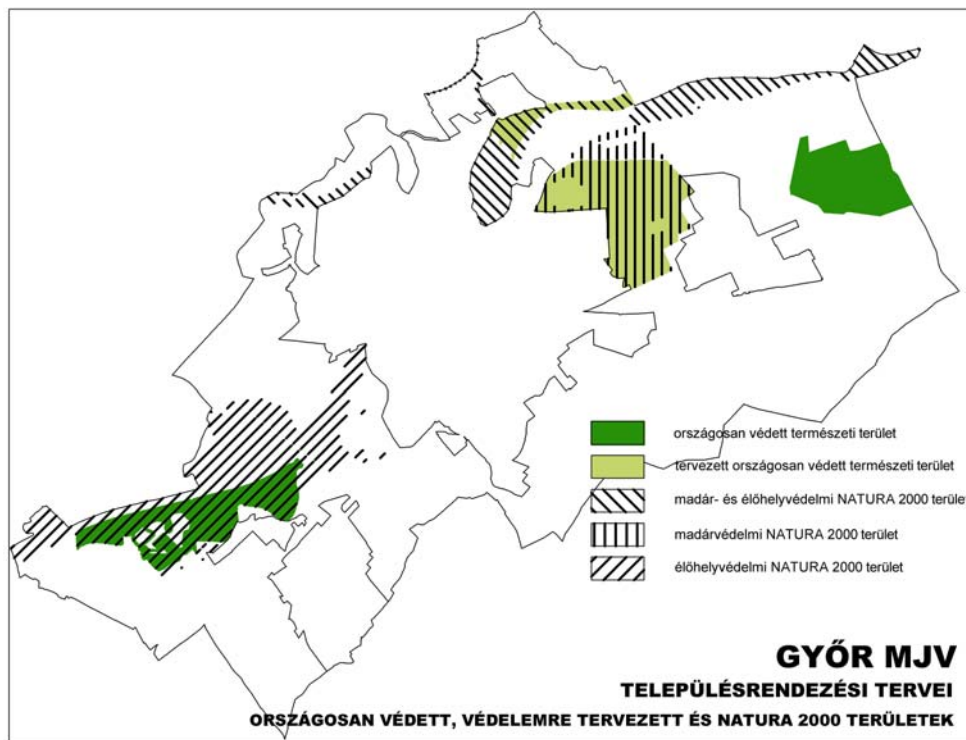 országosan védett természeti terület
tervezett országosan védett természeti terület
madár- és élőhelyvédelmi NATURA 2000 terület
madárvédelmi NATURA 2000 terület
élőhelyvédelmi NATURA 2000 terület
GYŐR MJV
TELEPÜLÉSRENDEZÉSI TERVEI
ORSZÁGOSAN VÉDETT, VÉDELEMRE TERVEZETT ÉS NATURA 2000 TERÜLETEK